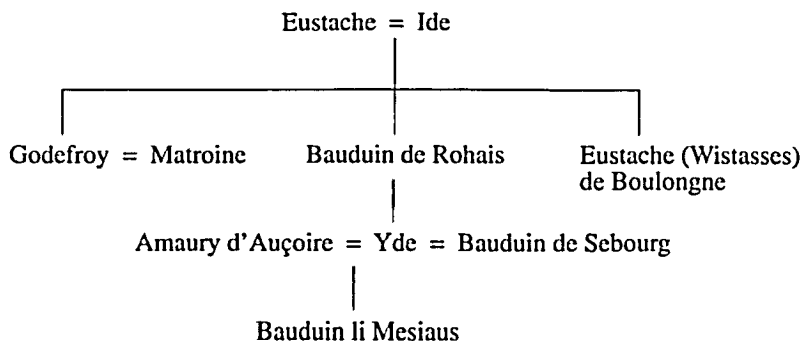 Eustache = Ide
Godefroy = Matroine Bauduin de Rohais Eustache (Wistasses)
de Boulongne
Amaury d'Auçoire = Yde = Bauduin de Sebourg
Bauduin li Mesiaus